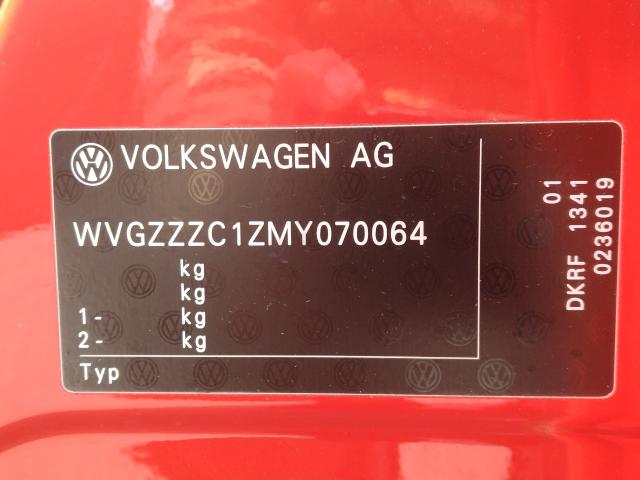 VOLKSWAGEN AG
WVGZZZC1ZMY070064
kg
kg
1- kg
2- kg
Typ
01
DKRF 1341
0236019